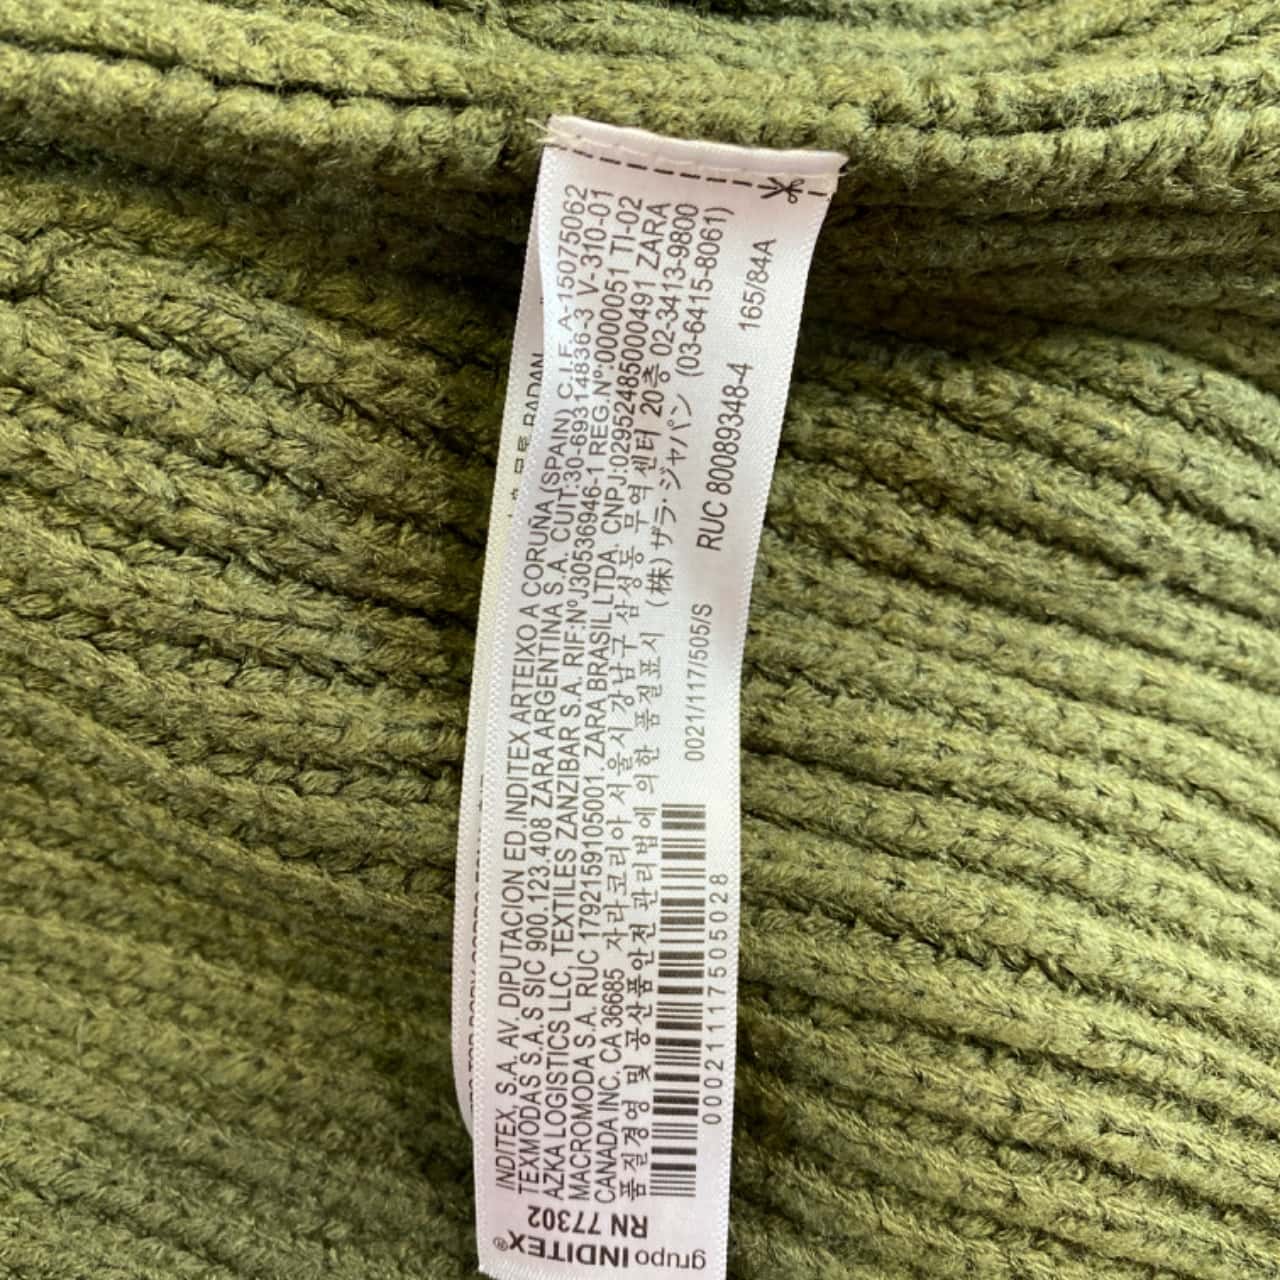 INDITEX, S.A. AV. DIPUTACION ED.INDITEX ARTEIXO A CORUÑA (SPAIN) C.I.F. A-15075062
TEXMODAS S.A.S SIC 900.123.408 ZARA ARGENTINA S.A. CUIT:30-69314836-3 V-310-01
AZKA LOGISTICS LLC, TEXTILES ZANZIBAR S.A. RIF:NºJ30536946-1 REG.Nº:0000051 TI-02
MACROMODA S.A. RUC 1792159105001 ZARA BRASIL,LTDA. CNPJ:02952485000491 ZARA
CANADA INC. CA 36685 자라코리아 서울시 강남구 삼성동 무역센터 20층 02-3413-9800
품질경영 및 공산품안전 관리법에 의한 품질표시 (株) ザラ・ジャパン (03-6415-8061)
0021/117/505/S
RUC 80089348-4
165/84A
0002117505028
RN 77302
grupo INDITEX®